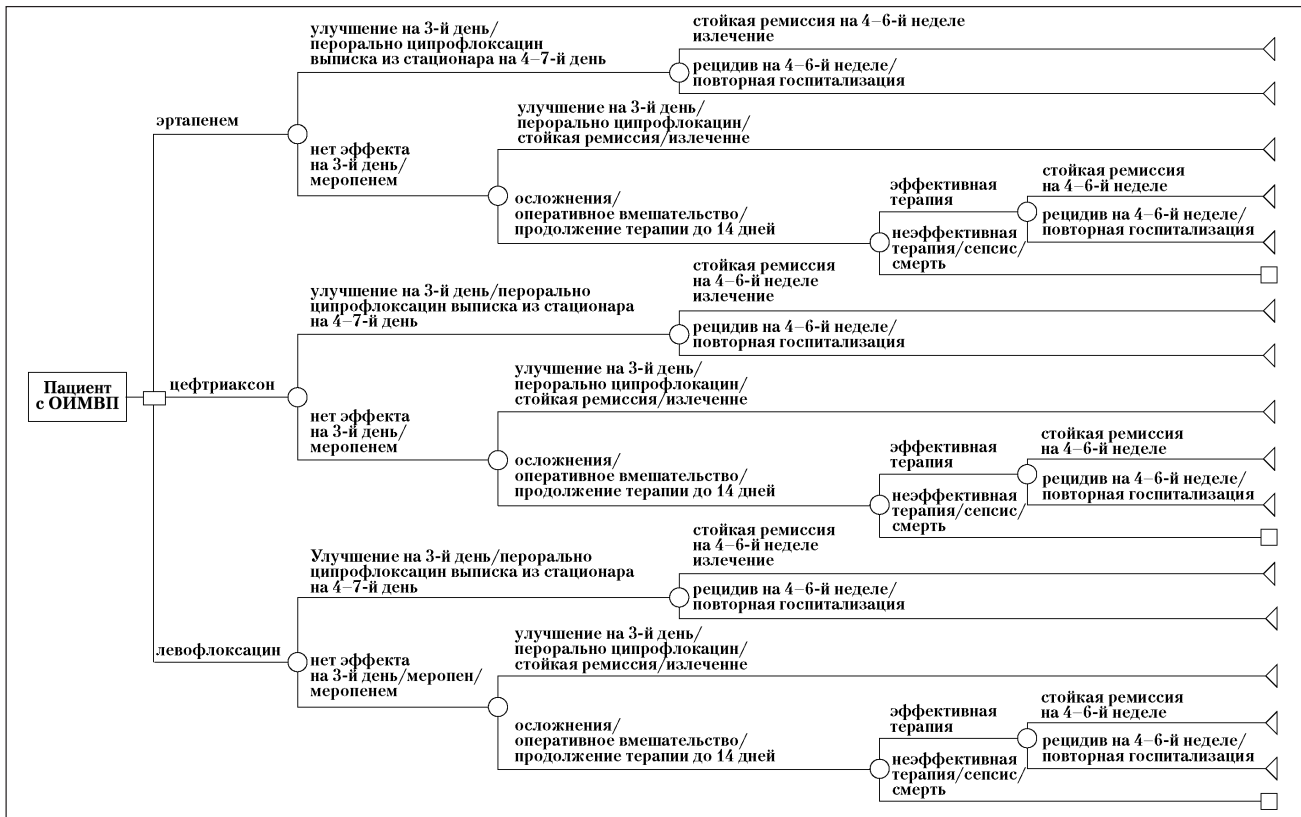 улучшение на 3-й день/
перорально ципрофлоксацин
выписка из стационара на 4–7-й день
стойкая ремиссия на 4–6-й неделе
излечение
рецидив на 4–6-й неделе/
повторная госпитализация
эртапенем
нет эффекта
на 3-й день/
меропенем
улучшение на 3-й день/
перорально ципрофлокацин/
стойкая ремиссия/излеченне
осложнения/
оперативное вмешательство/
продолжение терапии до 14 дней
эффективная
терапия
неэффективная
терапия/сепсис/
смерть
стойкая ремиссия
на 4–6-й неделе
рецидив на 4–6-й неделе/
повторная госпитализация
Пациент
с ОИМВП
цефтриаксон
улучшение на 3-й день/перорально
ципрофлоксацин выписка из стационара
на 4–7-й день
стойкая ремиссия
на 4–6-й неделе
излечение
рецидив на 4–6-й неделе/
повторная госпитализация
нет эффекта
на 3-й день/
меропенем
улучшение на 3-й день/
перорально ципрофлокацин/
стойкая ремиссия/излеченне
осложнения/
оперативное вмешательство/
продолжение терапии до 14 дней
эффективная
терапия
неэффективная
терапия/сепсис/
смерть
стойкая ремиссия
на 4–6-й неделе
рецидив на 4–6-й неделе/
повторная госпитализация
левофлоксацин
Улучшение на 3-й день/перорально
ципрофлоксацин выписка из стационара
на 4–7-й день
стойкая ремиссия
на 4–6-й неделе
излечение
рецидив на 4–6-й неделе/
повторная госпитализация
нет эффекта
на 3-й день/меропен/
меропенем
улучшение на 3-й день/
перорально ципрофлокацин/
стойкая ремиссия/излеченне
осложнения/
оперативное вмешательство/
продолжение терапии до 14 дней
эффективная
терапия
неэффективная
терапия/сепсис/
смерть
стойкая ремиссия
на 4–6-й неделе
рецидив на 4–6-й неделе/
повторная госпитализация